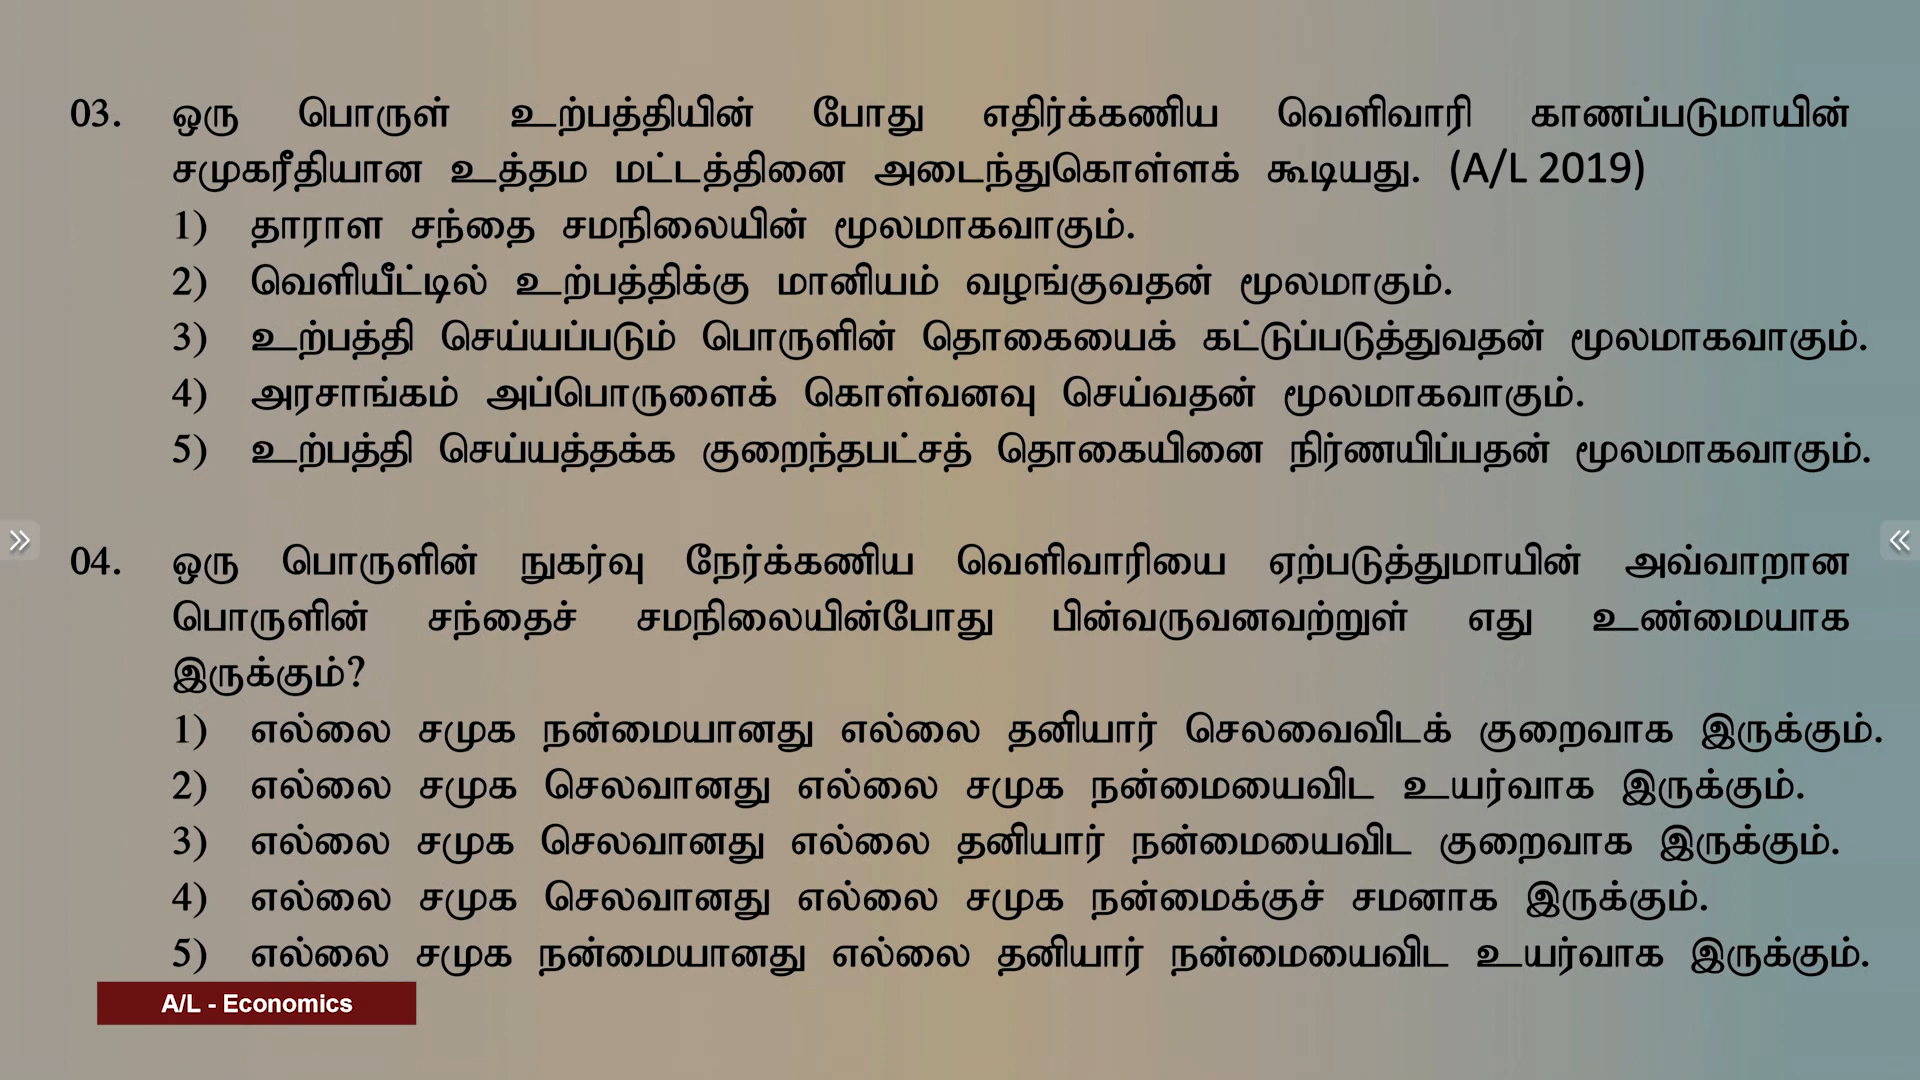 03. ஒரு பொருள் உற்பத்தியின் போது எதிர்க்கணிய வெளிவாரி காணப்படுமாயின்
சமுகரீதியான உத்தம மட்டத்தினை அடைந்துகொள்ளக் கூடியது. (A/L 2019)
1) தாராள சந்தை சமநிலையின் மூலமாகவாகும்.
2) வெளியீட்டில் உற்பத்திக்கு மானியம் வழங்குவதன் மூலமாகும்.
3) உற்பத்தி செய்யப்படும் பொருளின் தொகையைக் கட்டுப்படுத்துவதன் மூலமாகவாகும்.
4) அரசாங்கம் அப்பொருளைக் கொள்வனவு செய்வதன் மூலமாகவாகும்.
5) உற்பத்தி செய்யத்தக்க குறைந்தபட்சத் தொகையினை நிர்ணயிப்பதன் மூலமாகவாகும்.
04. ஒரு பொருளின் நுகர்வு நேர்க்கணிய வெளிவாரியை ஏற்படுத்துமாயின் அவ்வாறான
பொருளின் சந்தைச் சமநிலையின்போது பின்வருவனவற்றுள் எது உண்மையாக
இருக்கும்?
1) எல்லை சமுக நன்மையானது எல்லை தனியார் செலவைவிடக் குறைவாக இருக்கும்.
2) எல்லை சமுக செலவானது எல்லை சமுக நன்மையைவிட உயர்வாக இருக்கும்.
3) எல்லை சமுக செலவானது எல்லை தனியார் நன்மையைவிட குறைவாக இருக்கும்.
4) எல்லை சமுக செலவானது எல்லை சமுக நன்மைக்குச் சமனாக இருக்கும்.
5) எல்லை சமுக நன்மையானது எல்லை தனியார் நன்மையைவிட உயர்வாக இருக்கும்.
A/L - Economics